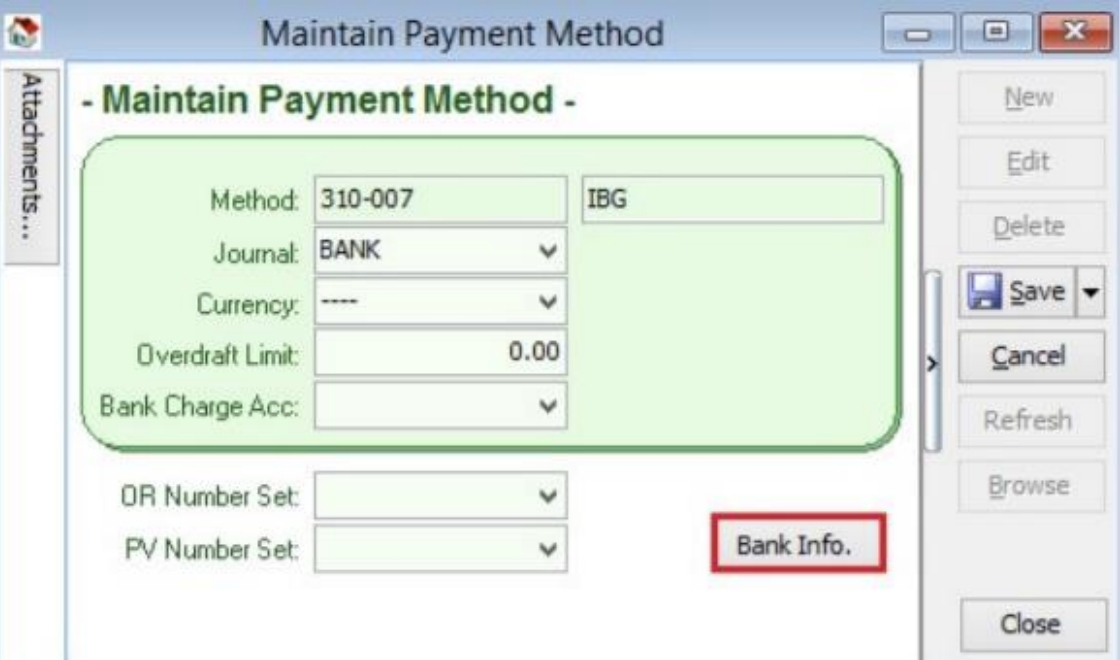 Maintain Payment Method
Attachments...
- Maintain Payment Method -
Method: 310-007 IBG
Journal: BANK
Currency: ----
Overdraft Limit: 0.00
Bank Charge Acc:
OR Number Set:
PV Number Set:
Bank Info.
New
Edit
Delete
Save
Cancel
Refresh
Browse
Close